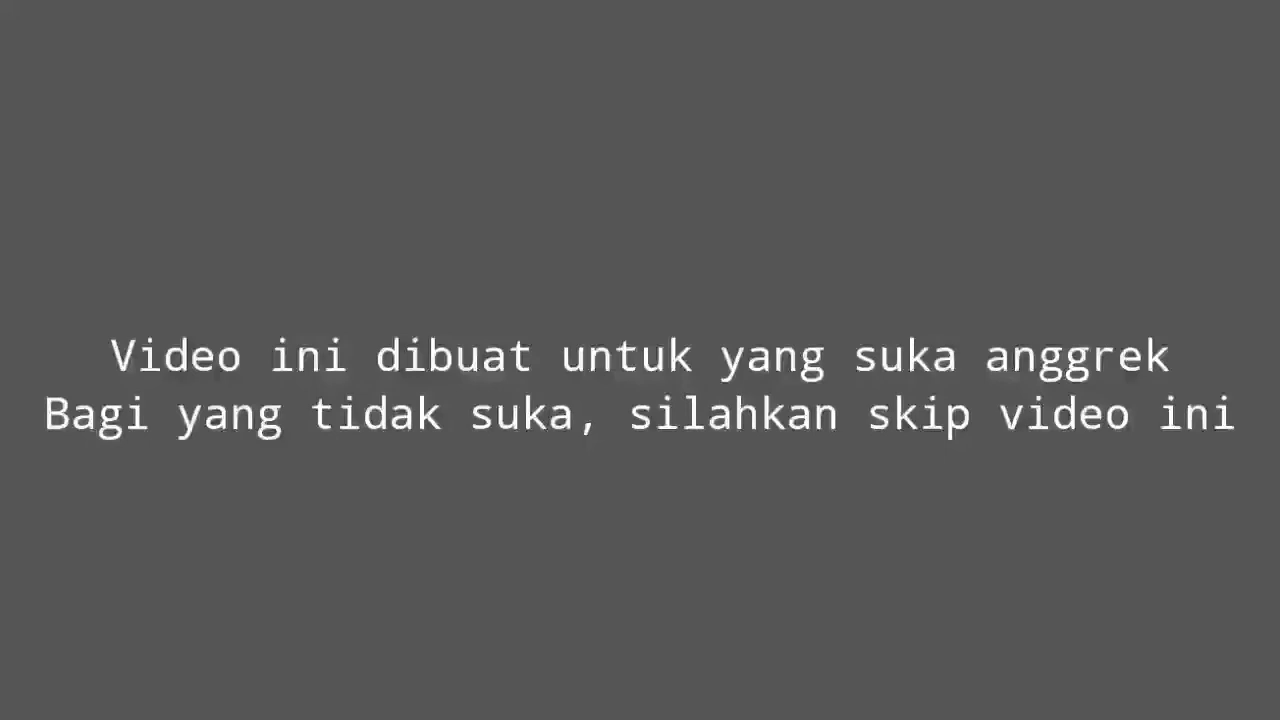 Video ini dibuat untuk yang suka anggrek
Bagi yang tidak suka, silahkan skip video ini